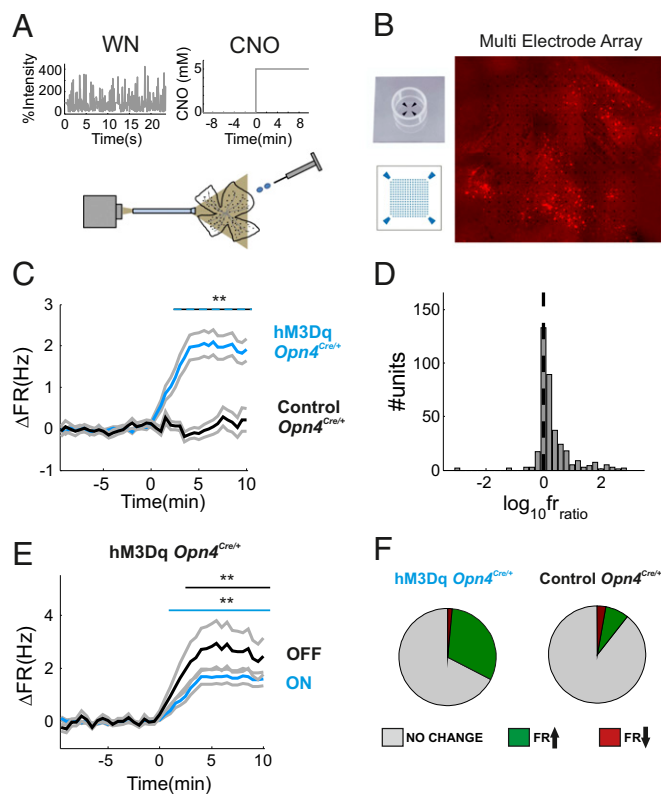 A
WN
CNO
%Intensity
400
200
0
0 5 10 15 20
Time(s)
CNO (mM)
5
0
-8 -4 0 4 8
Time(min)
B
Multi Electrode Array
C
**
ΔFR(Hz)
3
2
1
0
-1
-5 0 5 10
Time(min)
hM3Dq
Opn4Cre/+
Control
Opn4Cre/+
D
#units
150
100
50
0
-2 0 2
log10frratio
E
hM3Dq Opn4Cre/+
**
**
ΔFR(Hz)
4
2
0
-5 0 5 10
Time(min)
OFF
ON
F
hM3Dq Opn4Cre/+
Control Opn4Cre/+
NO CHANGE
FR
FR